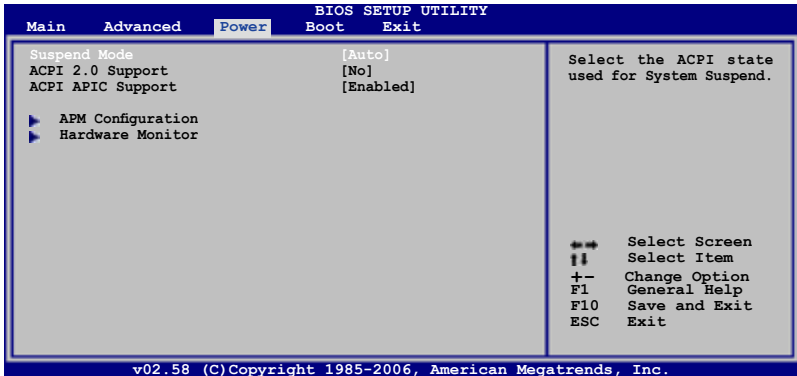 BIOS SETUP UTILITY
Main Advanced Power Boot Exit
Suspend Mode [Auto]
ACPI 2.0 Support [No]
ACPI APIC Support [Enabled]
APM Configuration
Hardware Monitor
Select the ACPI state
used for System Suspend.
Select Screen
Select Item
+- Change Option
F1 General Help
F10 Save and Exit
ESC Exit
v02.58 (C)Copyright 1985-2006, American Megatrends, Inc.